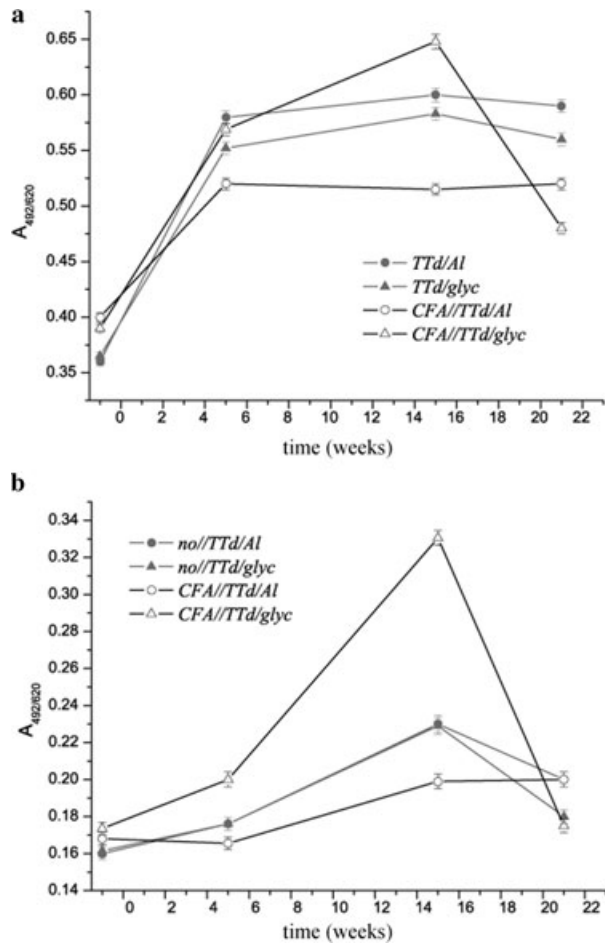 a
0.65
0.60
0.55
0.50
0.45
0.40
0.35
A492/620
TTd/Al
TTd/glyc
CFA//TTd/Al
CFA//TTd/glyc
0 2 4 6 8 10 12 14 16 18 20 22
time (weeks)
b
0.34
0.32
0.30
0.28
0.26
0.24
0.22
0.20
0.18
0.16
0.14
A492/620
no//TTd/Al
no//TTd/glyc
CFA//TTd/Al
CFA//TTd/glyc
0 2 4 6 8 10 12 14 16 18 20 22
time (weeks)